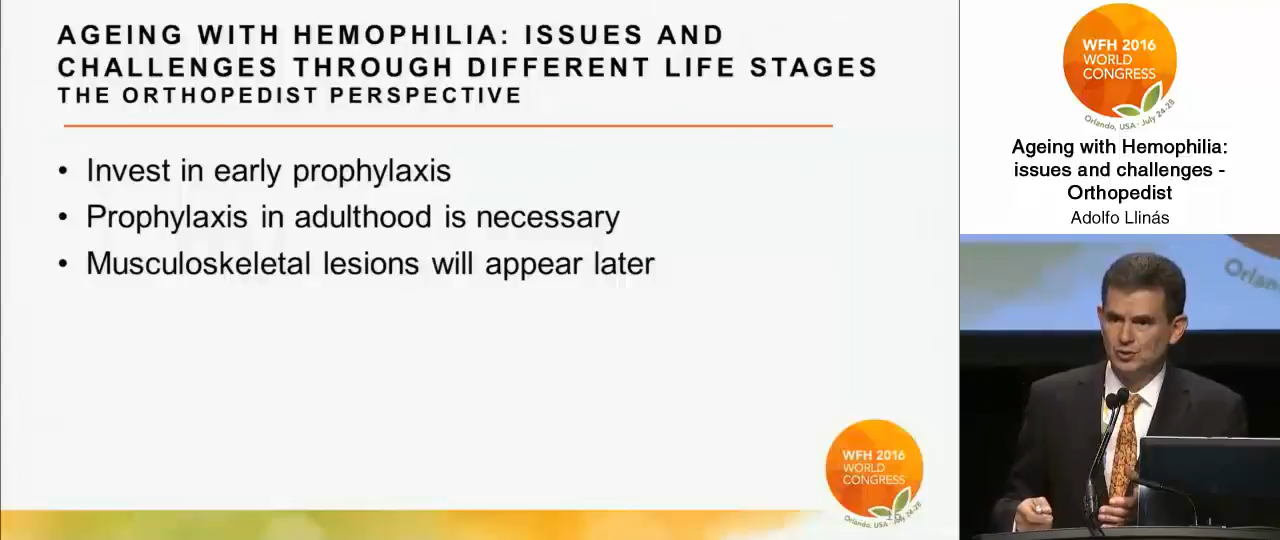 AGEING WITH HEMOPHILIA: ISSUES AND
CHALLENGES THROUGH DIFFERENT LIFE STAGES
THE ORTHOPEDIST PERSPECTIVE
• Invest in early prophylaxis
• Prophylaxis in adulthood is necessary
• Musculoskeletal lesions will appear later
WFH 2016
WORLD
CONGRESS
Orlando, USA · July 24-28
WFH 2016
WORLD
CONGRESS
Orlando, USA · July 24-28
Ageing with Hemophilia:
issues and challenges -
Orthopedist
Adolfo Llinás
Orlan